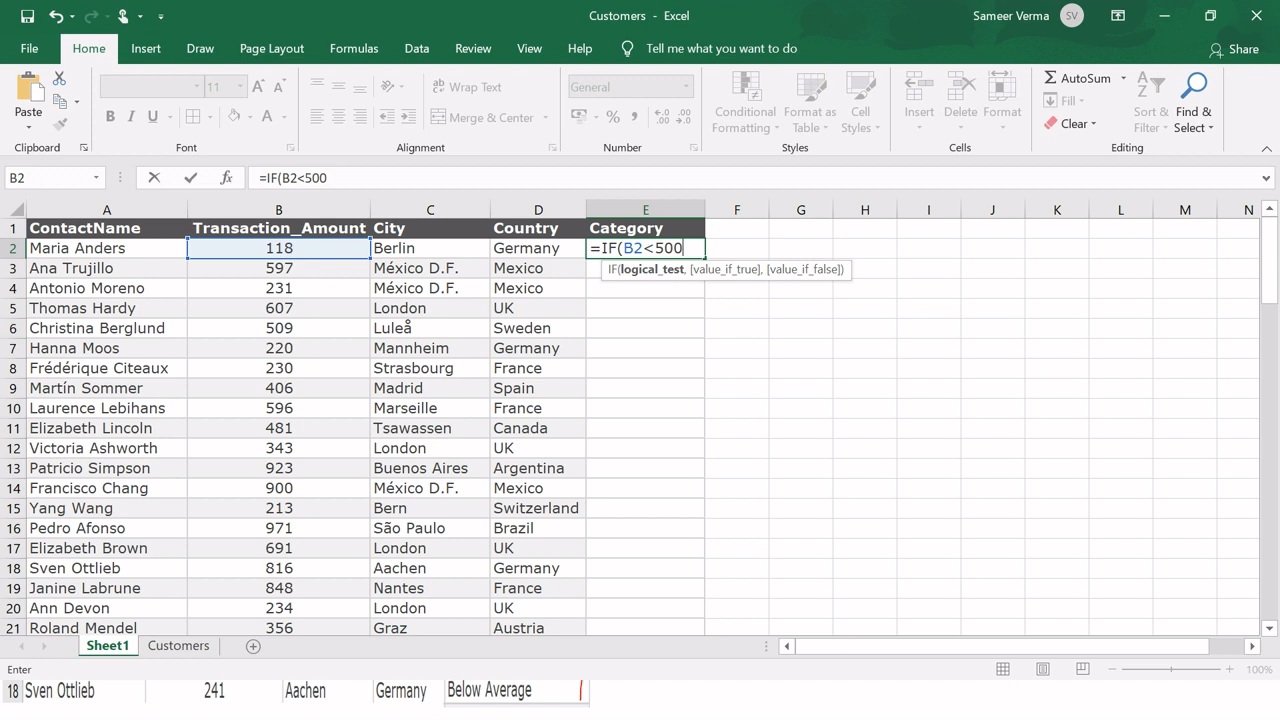 Customers - Excel
Sameer Verma SV
File Home Insert Draw Page Layout Formulas Data Review View Help Tell me what you want to do Share
Paste
11
Wrap Text
Merge & Center
General
Conditional Formatting
Format as Table
Cell Styles
Insert Delete Format
AutoSum
Fill
Clear
Sort & Filter
Find & Select
Clipboard Font Alignment Number Styles Cells Editing
B2 fx =IF(B2<500
A B C D E F G H I J K L M N
1 ContactName Transaction_Amount City Country Category
2 Maria Anders 118 Berlin Germany =IF(B2<500
IF(logical_test, [value_if_true], [value_if_false])
3 Ana Trujillo 597 México D.F. Mexico
4 Antonio Moreno 231 México D.F. Mexico
5 Thomas Hardy 607 London UK
6 Christina Berglund 509 Luleå Sweden
7 Hanna Moos 220 Mannheim Germany
8 Frédérique Citeaux 230 Strasbourg France
9 Martín Sommer 406 Madrid Spain
10 Laurence Lebihans 596 Marseille France
11 Elizabeth Lincoln 481 Tsawassen Canada
12 Victoria Ashworth 343 London UK
13 Patricio Simpson 923 Buenos Aires Argentina
14 Francisco Chang 900 México D.F. Mexico
15 Yang Wang 213 Bern Switzerland
16 Pedro Afonso 971 São Paulo Brazil
17 Elizabeth Brown 691 London UK
18 Sven Ottlieb 816 Aachen Germany
19 Janine Labrune 848 Nantes France
20 Ann Devon 234 London UK
21 Roland Mendel 356 Graz Austria
Sheet1 Customers
Enter 100%
18 Sven Ottlieb 241 Aachen Germany Below Average